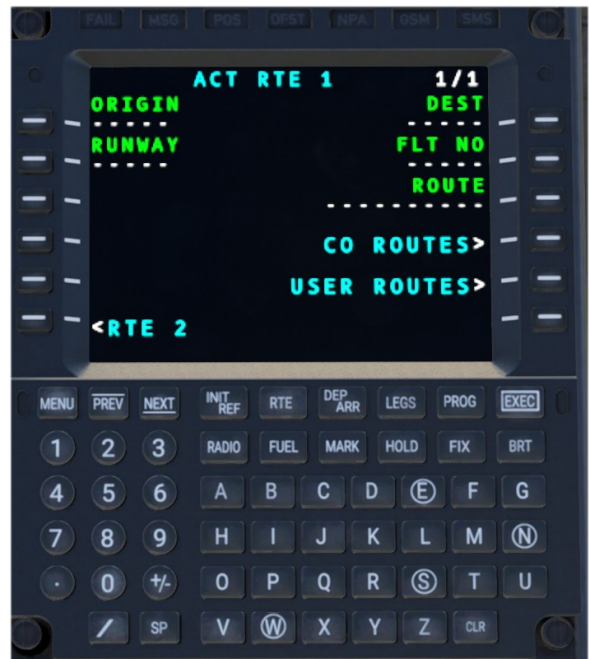 FAIL MSG POS OFST NPA GSM SMS
ACT RTE 1 1/1
ORIGIN DEST
----- -----
RUNWAY FLT NO
----- -----
ROUTE
----------
CO ROUTES>
USER ROUTES>
<RTE 2
MENU PREV NEXT INIT REF RTE DEP ARR LEGS PROG EXEC
1 2 3 RADIO FUEL MARK HOLD FIX BRT
4 5 6 A B C D E F G
7 8 9 H I J K L M N
. 0 +/- O P Q R S T U
/ SP V W X Y Z CLR